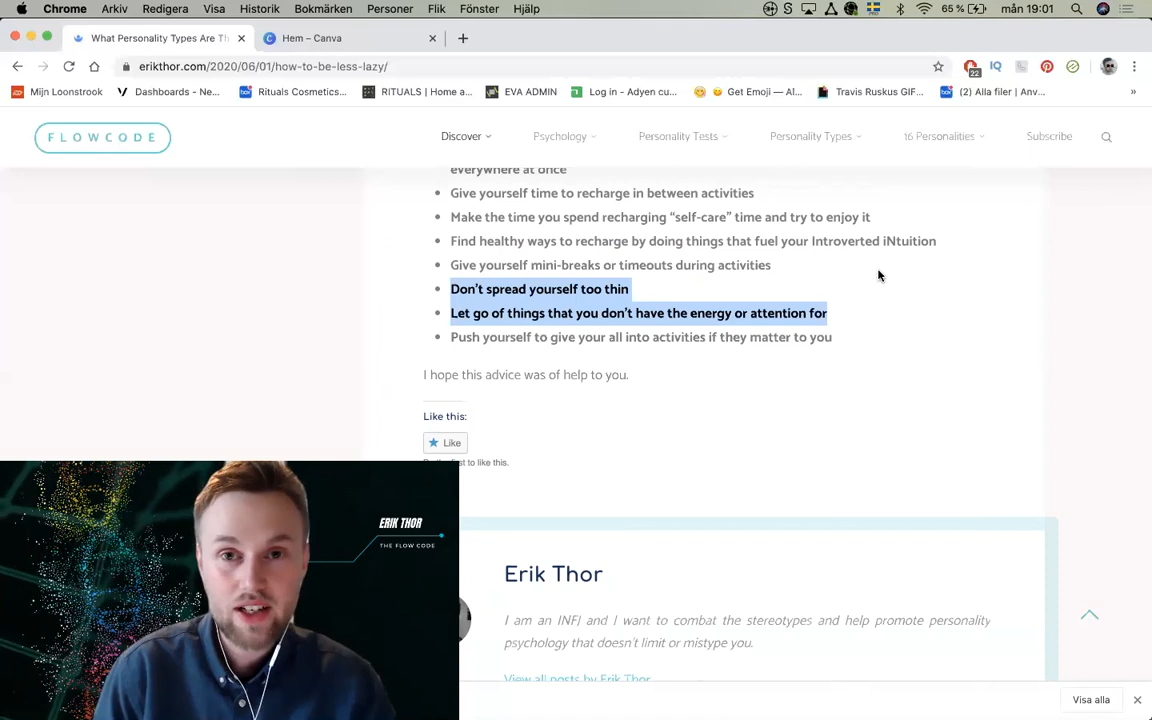 Chrome Arkiv Redigera Visa Historik Bokmärken Personer Flik Fönster Hjälp 65 % mån 19:01
What Personality Types Are Th
Hem – Canva
erikthor.com/2020/06/01/how-to-be-less-lazy/
22
Mijn Loonstrook Dashboards - Ne... Rituals Cosmetics... RITUALS | Home a... EVA ADMIN Log in - Adyen cu... Get Emoji — Al... Travis Ruskus GIF... (2) Alla filer | Anv... »
FLOWCODE
Discover Psychology Personality Tests Personality Types 16 Personalities Subscribe
everywhere at once
Give yourself time to recharge in between activities
Make the time you spend recharging “self-care” time and try to enjoy it
Find healthy ways to recharge by doing things that fuel your Introverted iNtuition
Give yourself mini-breaks or timeouts during activities
Don’t spread yourself too thin
Let go of things that you don’t have the energy or attention for
Push yourself to give your all into activities if they matter to you
I hope this advice was of help to you.
Like this:
Like
to like this.
ERIK THOR
THE FLOW CODE
Erik Thor
I am an INFJ and I want to combat the stereotypes and help promote personality
psychology that doesn’t limit or mistype you.
View all posts by Erik Thor
Visa alla